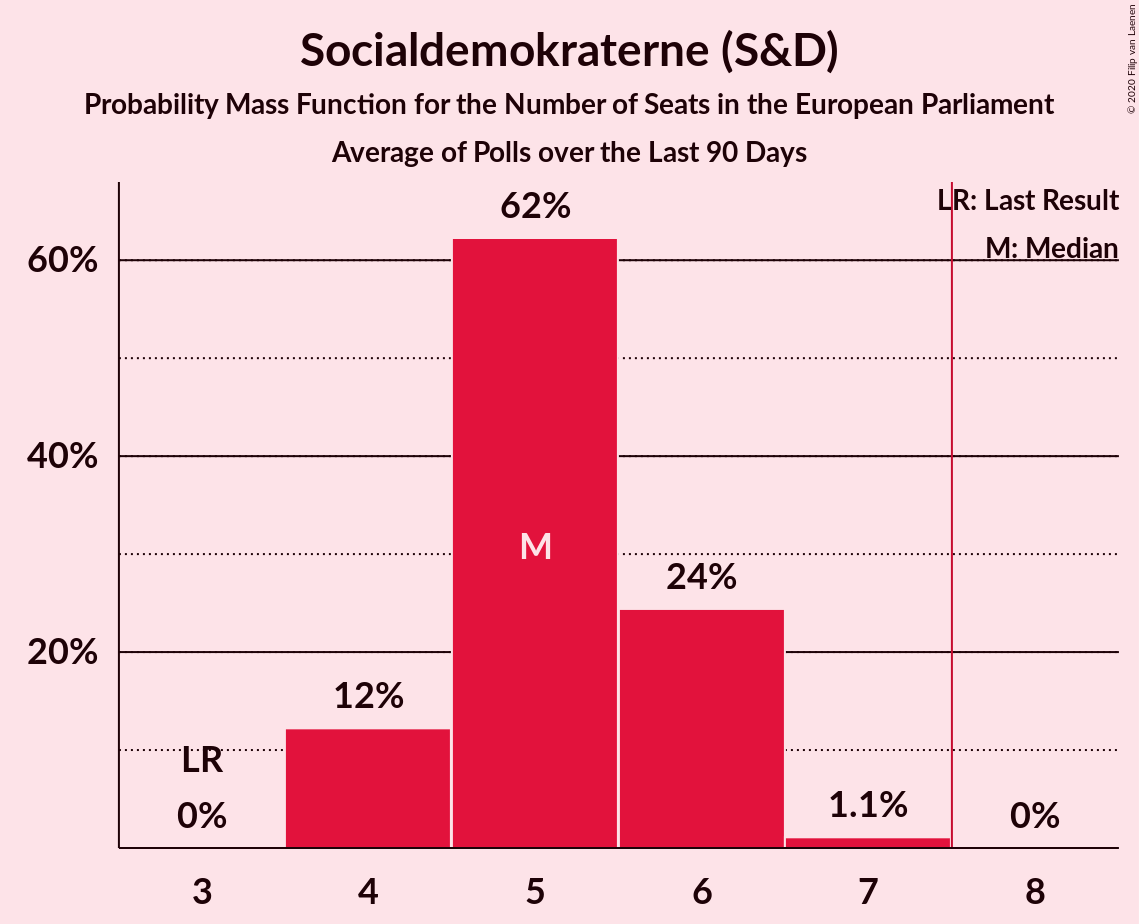 Socialdemokraterne (S&D)
Probability Mass Function for the Number of Seats in the European Parliament
Average of Polls over the Last 90 Days
© 2020 Filip van Laenen
LR: Last Result
M: Median
62%
60%
40%
M
24%
20%
12%
LR
0%
1.1%
0%
3 4 5 6 7 8